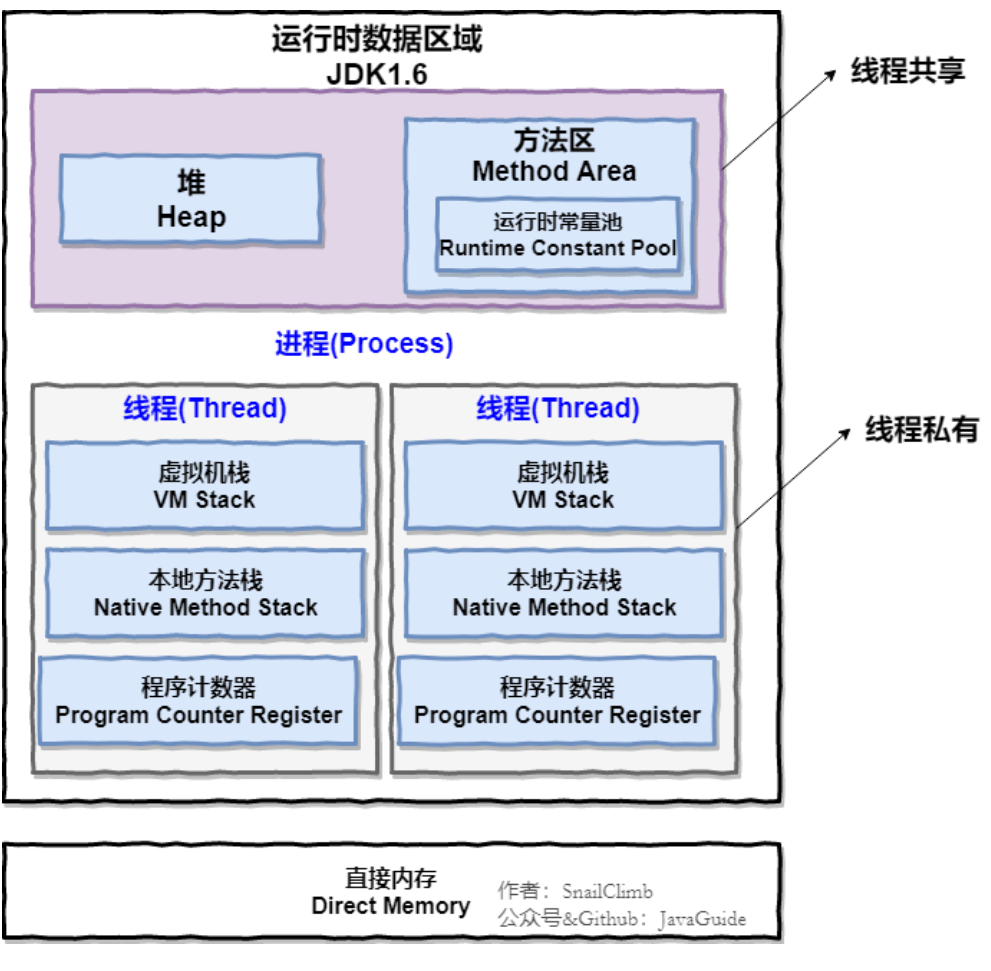 运行时数据区域
JDK1.6
线程共享
堆
Heap
方法区
Method Area
运行时常量池
Runtime Constant Pool
进程(Process)
线程(Thread)
虚拟机栈
VM Stack
本地方法栈
Native Method Stack
程序计数器
Program Counter Register
线程(Thread)
虚拟机栈
VM Stack
本地方法栈
Native Method Stack
程序计数器
Program Counter Register
线程私有
直接内存
Direct Memory
作者：SnailClimb
公众号&Github：JavaGuide